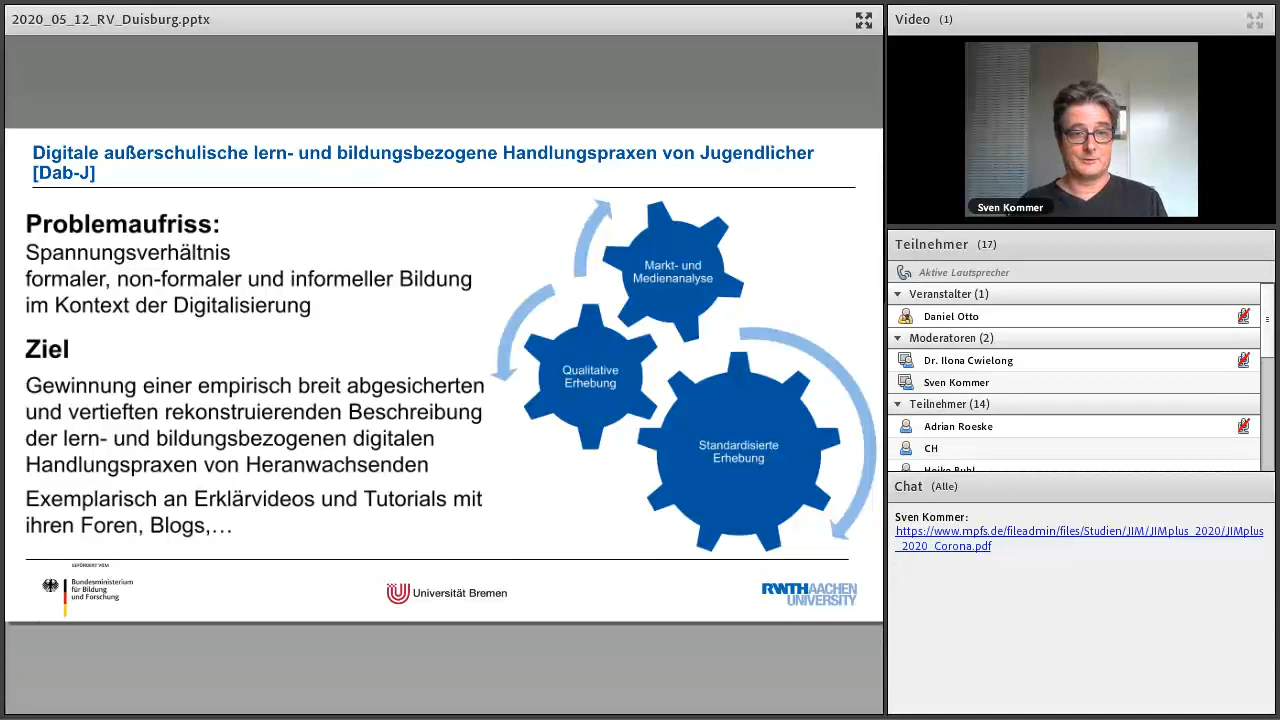 2020_05_12_RV_Duisburg.pptx
Digitale außerschulische lern- und bildungsbezogene Handlungspraxen von Jugendlicher
[Dab-J]
Problemaufriss:
Spannungsverhältnis
formaler, non-formaler und informeller Bildung
im Kontext der Digitalisierung
Ziel
Gewinnung einer empirisch breit abgesicherten
und vertieften rekonstruierenden Beschreibung
der lern- und bildungsbezogenen digitalen
Handlungspraxen von Heranwachsenden
Exemplarisch an Erklärvideos und Tutorials mit
ihren Foren, Blogs,…
Markt- und
Medienanalyse
Qualitative
Erhebung
Standardisierte
Erhebung
GEFÖRDERT VOM
Bundesministerium
für Bildung
und Forschung
Universität Bremen
RWTHAACHEN
UNIVERSITY
Video (1)
Sven Kommer
Teilnehmer (17)
Aktive Lautsprecher
Veranstalter (1)
Daniel Otto
Moderatoren (2)
Dr. Ilona Cwielong
Sven Kommer
Teilnehmer (14)
Adrian Roeske
CH
Chat (Alle)
Sven Kommer:
https://www.mpfs.de/fileadmin/files/Studien/JIM/JIMplus_2020/JIMplus
_2020_Corona.pdf